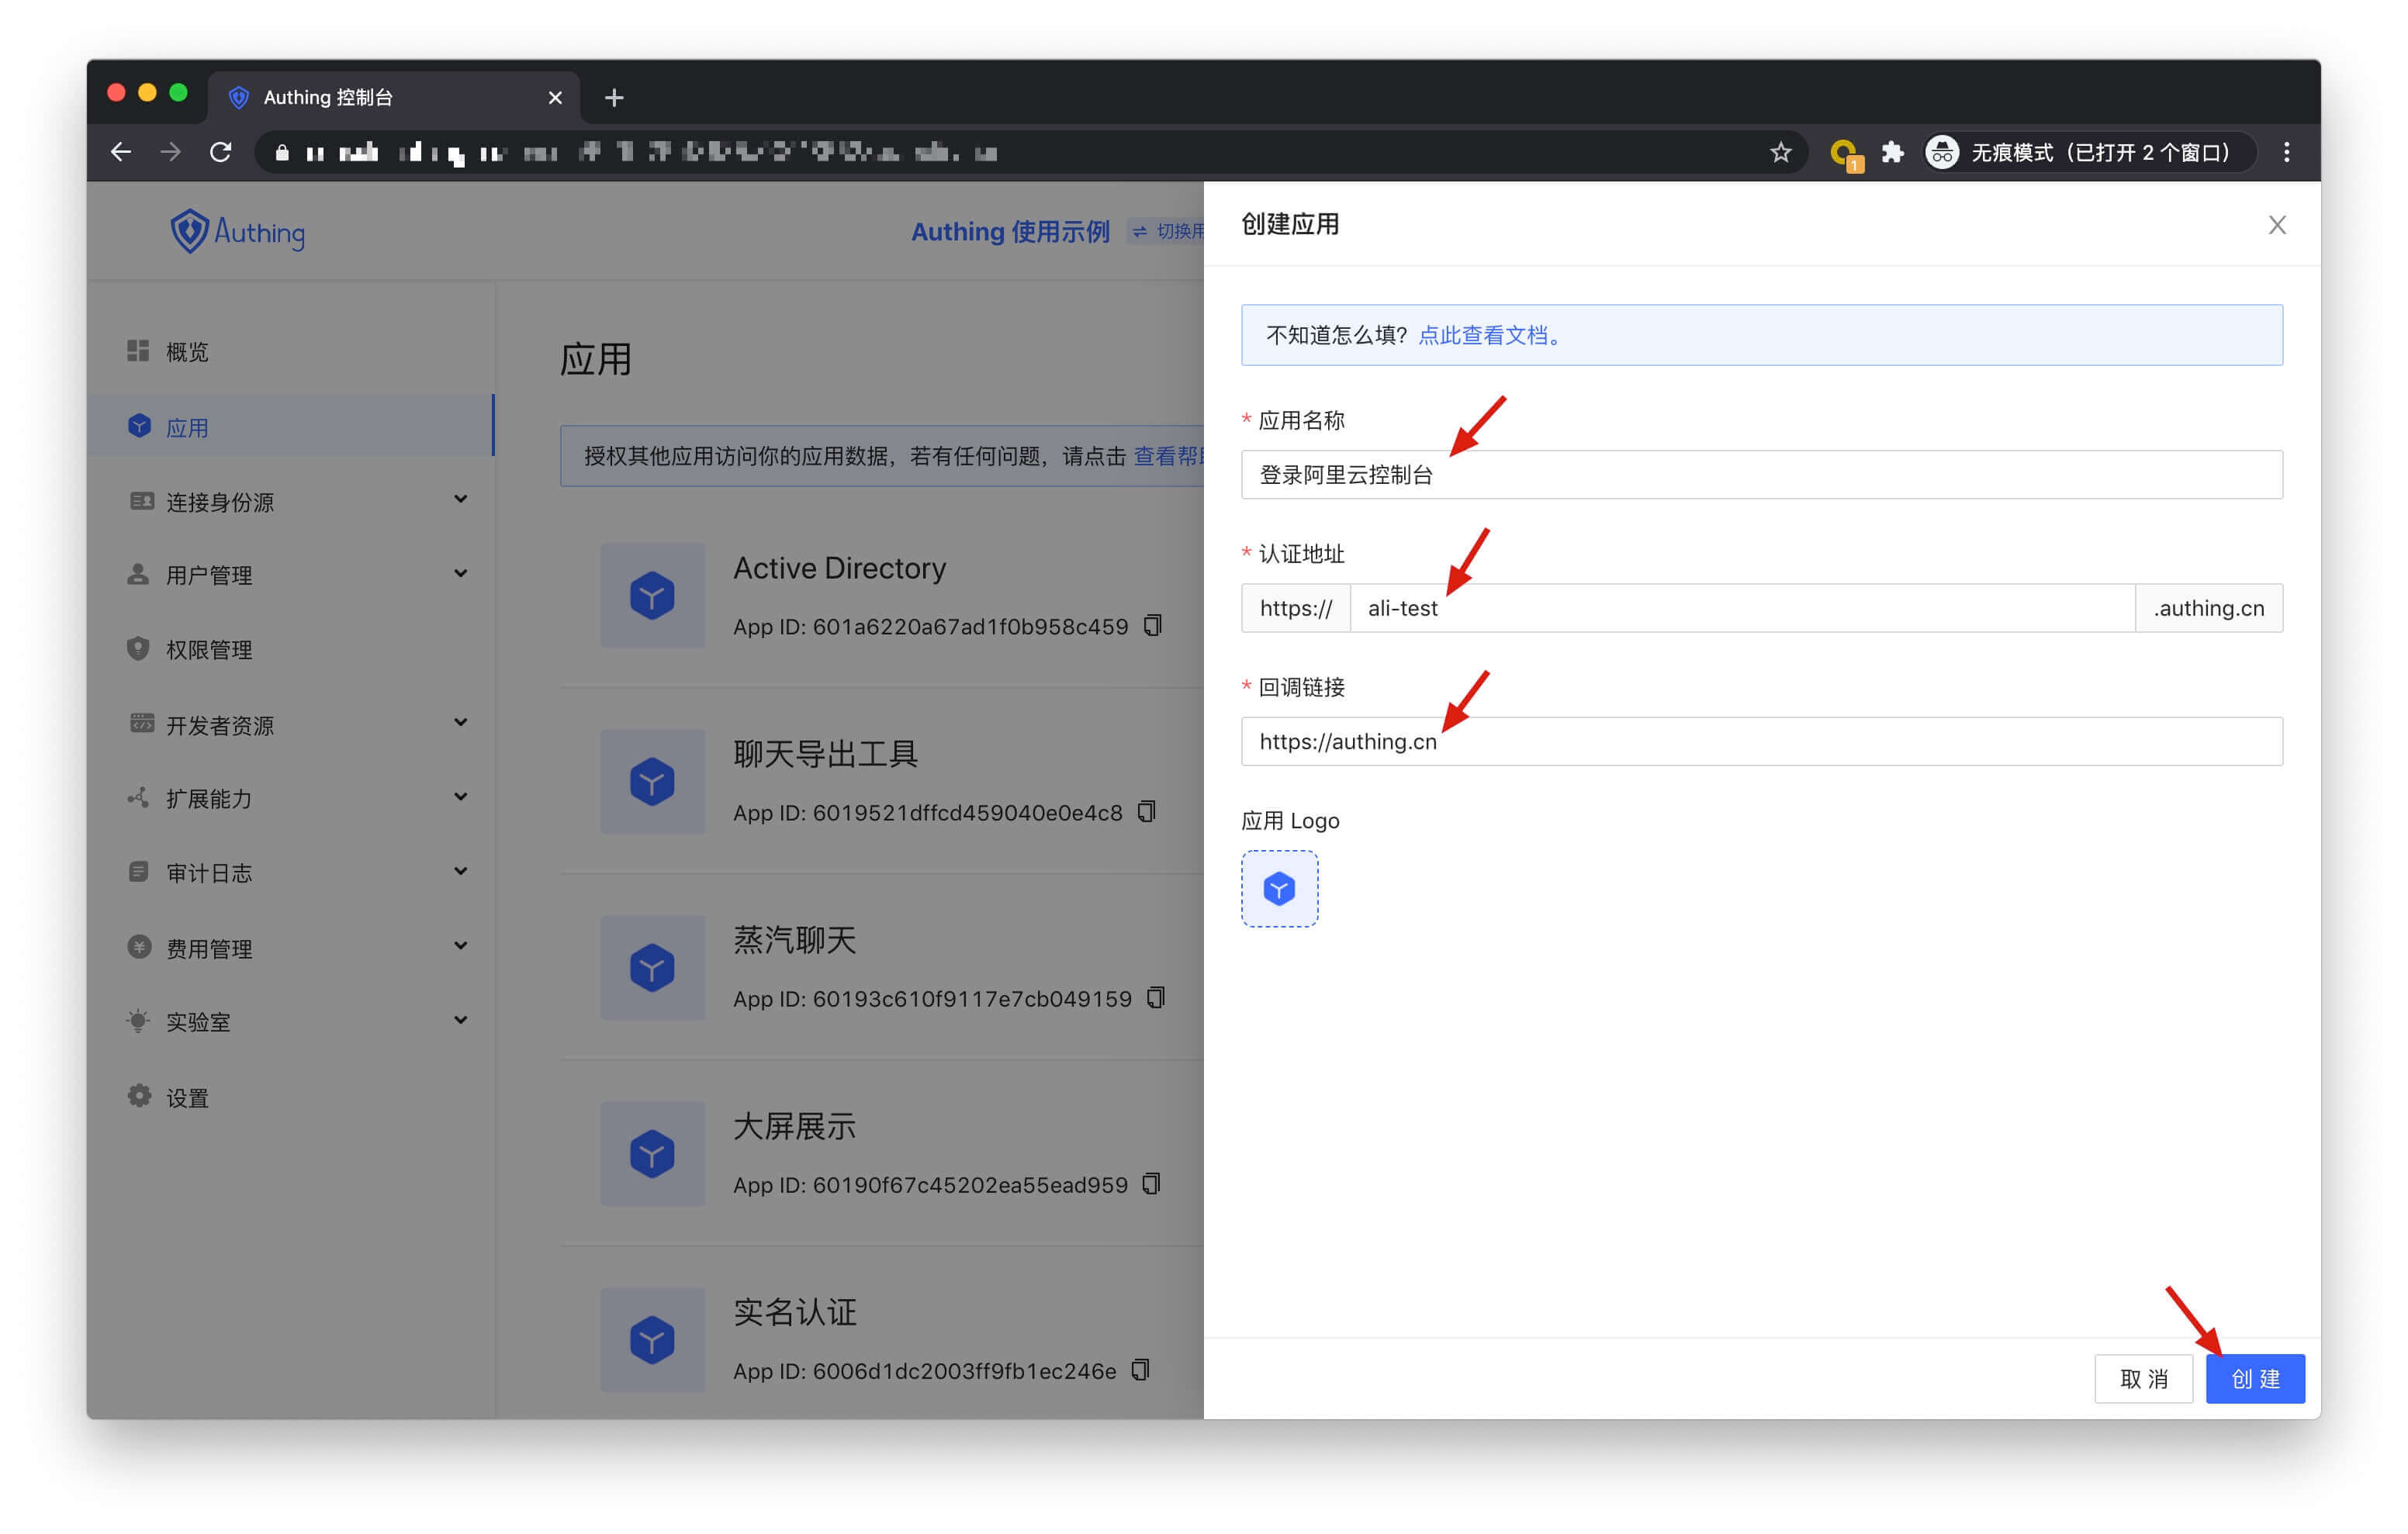 Authing 控制台
无痕模式（已打开 2 个窗口）
1
Authing
Authing 使用示例
切换用
概览
应用
连接身份源
用户管理
权限管理
开发者资源
扩展能力
审计日志
费用管理
实验室
设置
应用
授权其他应用访问你的应用数据，若有任何问题，请点击 查看帮
Active Directory
App ID: 601a6220a67ad1f0b958c459
聊天导出工具
App ID: 6019521dffcd459040e0e4c8
蒸汽聊天
App ID: 60193c610f9117e7cb049159
大屏展示
App ID: 60190f67c45202ea55ead959
实名认证
App ID: 6006d1dc2003ff9fb1ec246e
创建应用
不知道怎么填？点此查看文档。
* 应用名称
登录阿里云控制台
* 认证地址
https:// ali-test .authing.cn
* 回调链接
https://authing.cn
应用 Logo
取 消
创 建